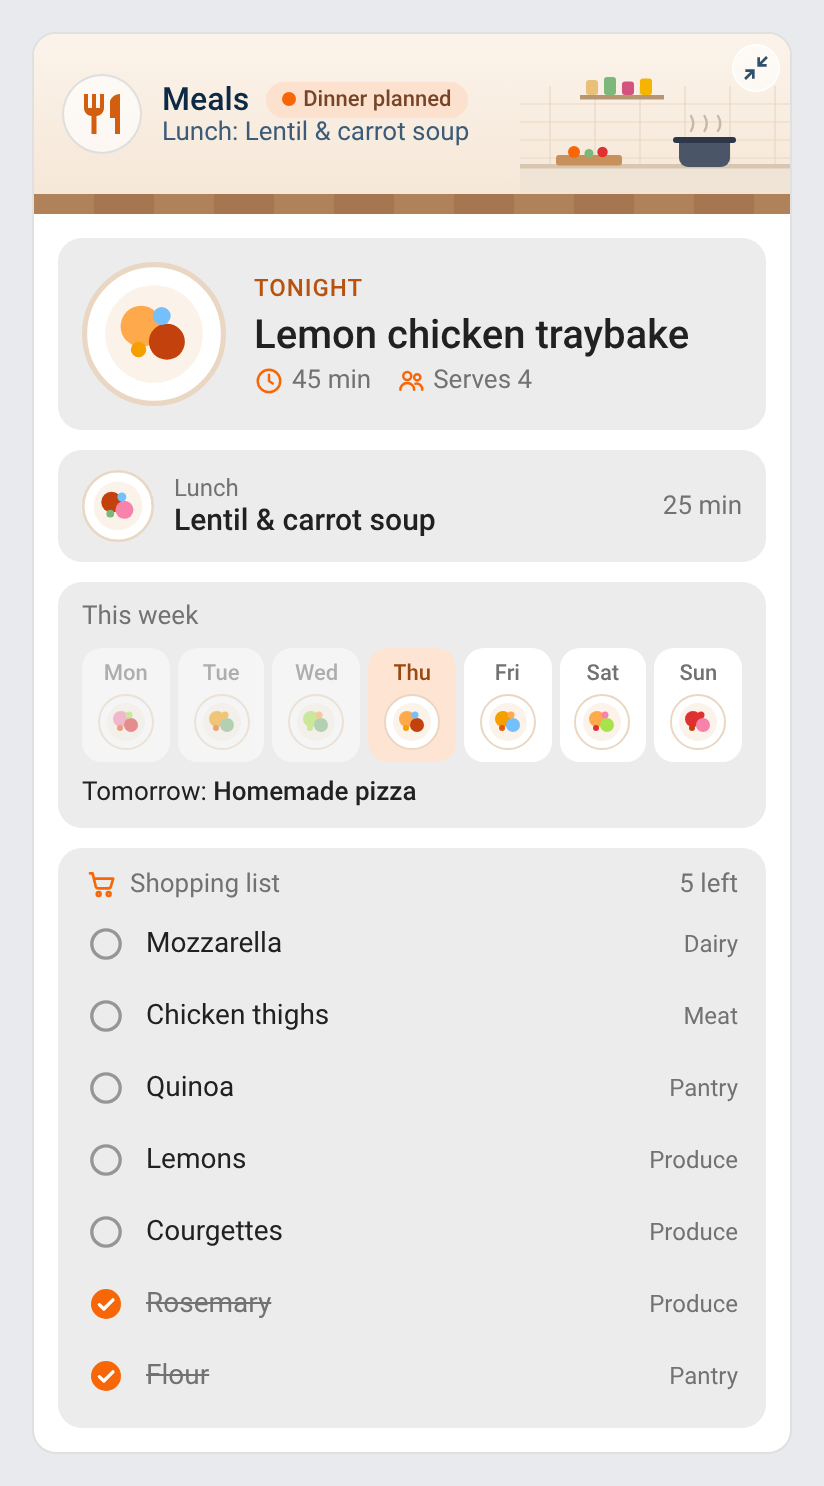 Meals
Dinner planned
Lunch: Lentil & carrot soup
TONIGHT
Lemon chicken traybake
45 min Serves 4
Lunch
Lentil & carrot soup
25 min
This week
Mon Tue Wed Thu Fri Sat Sun
Tomorrow: Homemade pizza
Shopping list 5 left
Mozzarella Dairy
Chicken thighs Meat
Quinoa Pantry
Lemons Produce
Courgettes Produce
Rosemary Produce
Flour Pantry